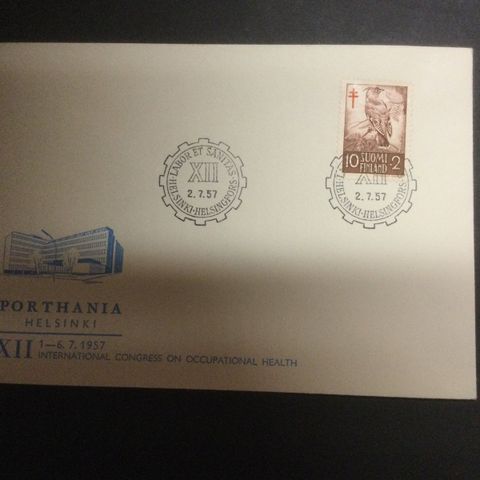 LABOR ET SANITAS
XII
2.7.57
HELSINKI-HELSINGFORS
10 SUOMI
FINLAND +2
XII
2.7.57
HELSINKI-HELSINGFORS
PORTHANIA
HELSINKI
XII 1—6.7.1957
INTERNATIONAL CONGRESS ON OCCUPATIONAL HEALTH